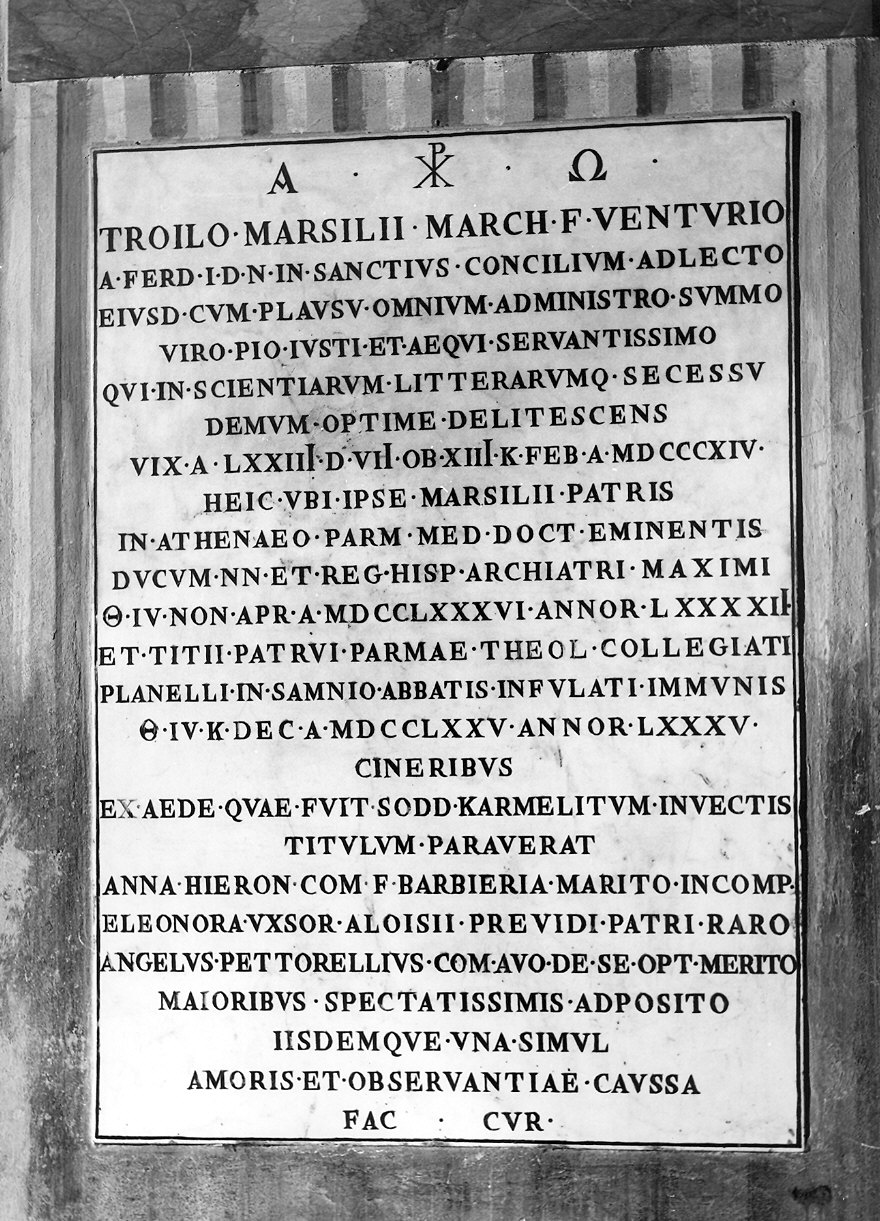 Α · ☧ · Ω ·
TROILO·MARSILII·MARCH·F·VENTVRIO
A·FERD·I·D·N·IN·SANCTIVS·CONCILIVM·ADLECTO
EIVSD·CVM·PLAVSV·OMNIVM·ADMINISTRO·SVMMO
VIRO·PIO·IVSTI·ET·AEQVI·SERVANTISSIMO
QVI·IN·SCIENTIARVM·LITTERARVMQ·SECESSV
DEMVM·OPTIME·DELITESCENS
VIX·A·LXXIIII·D·VII·OB·XIII·K·FEB·A·MDCCCXIV·
HEIC·VBI·IPSE·MARSILII·PATRIS
IN·ATHENAEO·PARM·MED·DOCT·EMINENTIS
DVCVM·NN·ET·REG·HISP·ARCHIATRI·MAXIMI
Θ·IV·NON·APR·A·MDCCLXXXVI·ANNOR·LXXXXII
ET·TITII·PATRVI·PARMAE·THEOL·COLLEGIATI
PLANELLI·IN·SAMNIO·ABBATIS·INFVLATI·IMMVNIS
Θ·IV·K·DEC·A·MDCCLXXV·ANNOR·LXXXV·
CINERIBVS
EX·AEDE·QVAE·FVIT·SODD·KARMELITVM·INVECTIS
TITVLVM·PARAVERAT
ANNA·HIERON·COM·F·BARBIERIA·MARITO·INCOMP·
ELEONORA·VXSOR·ALOISII·PREVIDI·PATRI·RARO
ANGELVS·PETTORELLIVS·COM·AVO·DE·SE·OPT·MERITO
MAIORIBVS·SPECTATISSIMIS·ADPOSITO
IISDEMQVE·VNA·SIMVL
AMORIS·ET·OBSERVANTIAE·CAVSSA
FAC · CVR·